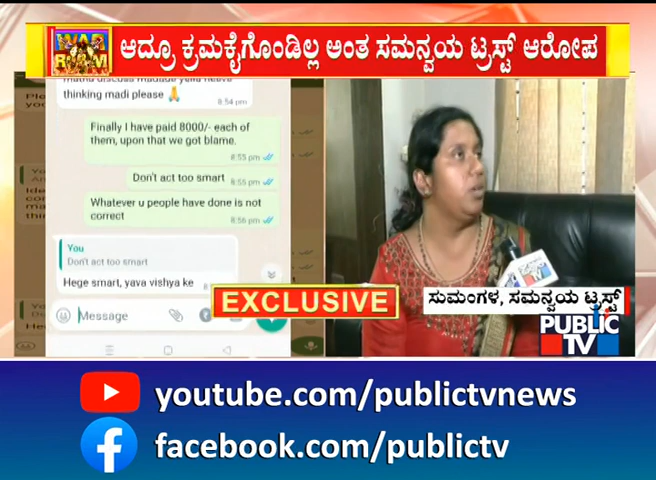 WAR
ROOM
ಆದ್ರೂ ಕ್ರಮಕೈಗೊಂಡಿಲ್ಲ ಅಂತ ಸಮನ್ವಯ ಟ್ರಸ್ಟ್ ಆರೋಪ
thinking madi please 🙏
8:54 pm
Finally I have paid 8000/- each of
them, upon that we got blame.
8:55 pm
Don't act too smart
8:55 pm
Whatever u people have done is not
correct
8:56 pm
You
Don't act too smart
Hege smart, yava vishya ke
Message
EXCLUSIVE
ಸುಮಂಗಳ, ಸಮನ್ವಯ ಟ್ರಸ್ಟ್
PUBLIC
TV
youtube.com/publictvnews
facebook.com/publictv